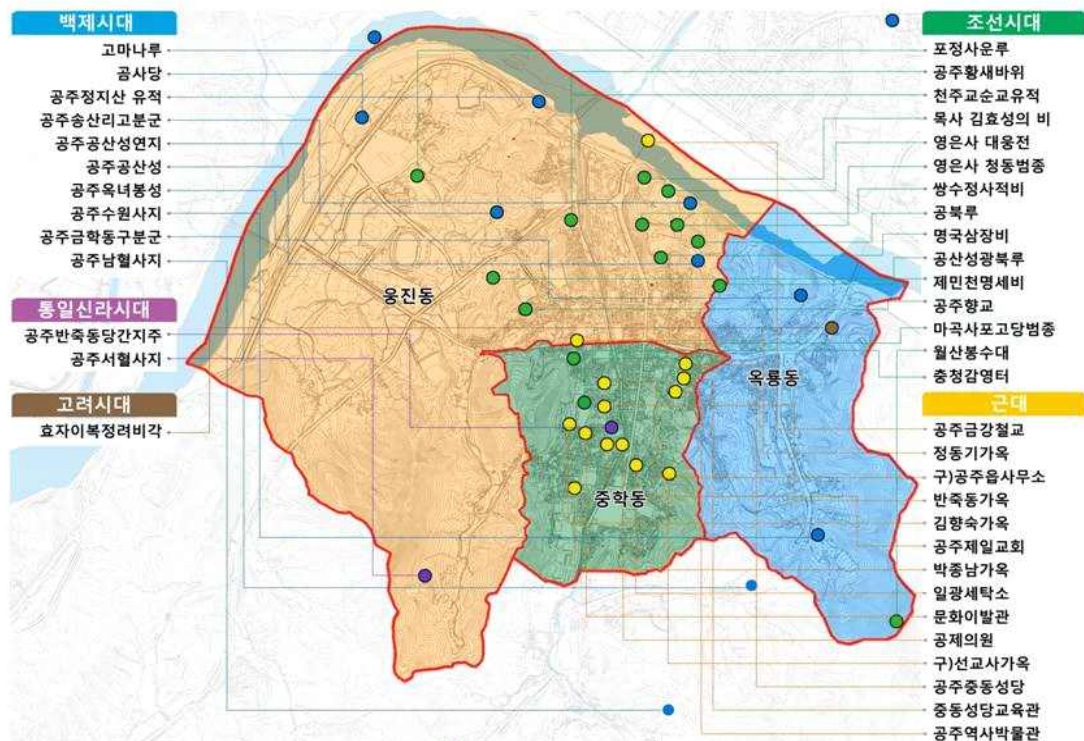 백제시대
고마나루
공사당
공주정지산 유적
공주송산리고분군
공주공산성연지
공주공산성
공주옥녀봉성
공주수원사지
공주금학동구분군
공주남혈사지
통일신라시대
공주반죽동당간지주
공주서혈사지
고려시대
효자이복정려비각
웅진동
중학동
옥룡동
조선시대
포정사운루
공주황새바위
천주교순교유적
목사 김효성의 비
영은사 대웅전
영은사 청동범종
쌍수정사적비
공북루
명국삼장비
공산성광북루
제민천명세비
공주향교
마곡사포고당범종
월산봉수대
충청감영터
근대
공주금강철교
정동기가옥
구)공주읍사무소
반죽동가옥
김향숙가옥
공주제일교회
박종남가옥
일광세탁소
문화이발관
공제의원
구)선교사가옥
공주중동성당
중동성당교육관
공주역사박물관